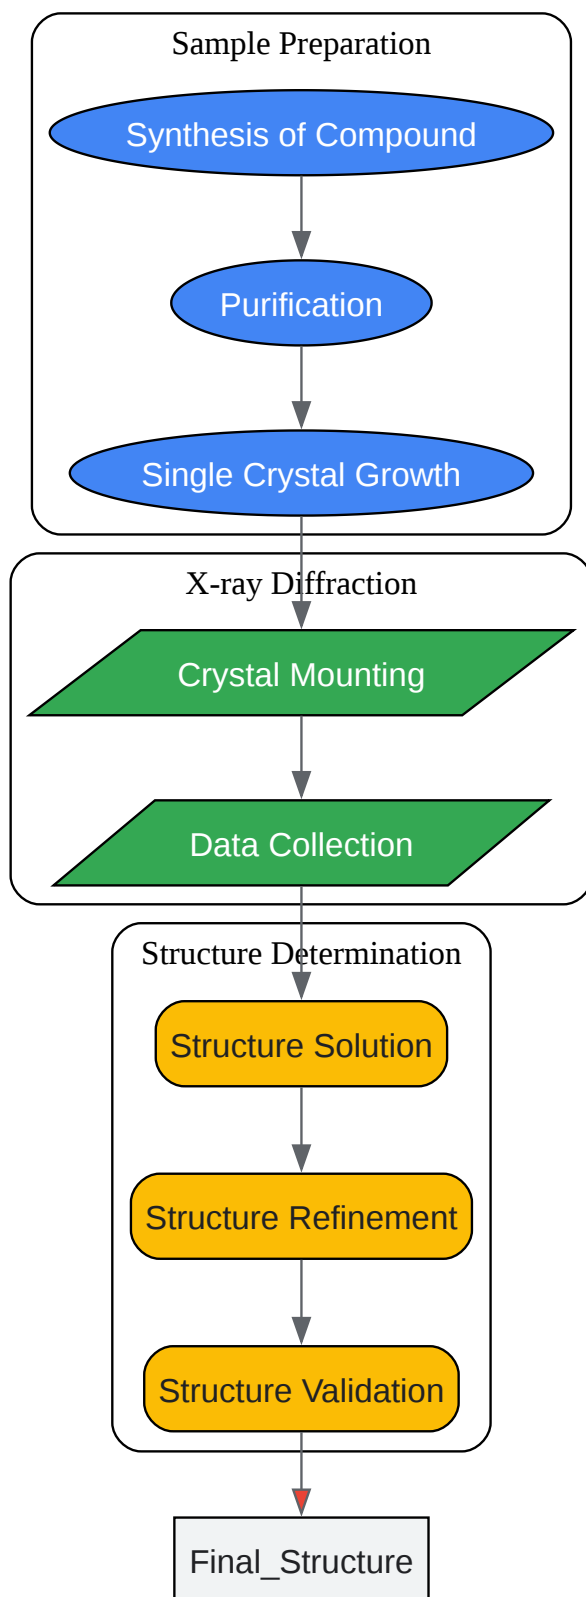 Sample Preparation
Synthesis of Compound
Purification
Single Crystal Growth
X-ray Diffraction
Crystal Mounting
Data Collection
Structure Determination
Structure Solution
Structure Refinement
Structure Validation
Final_Structure